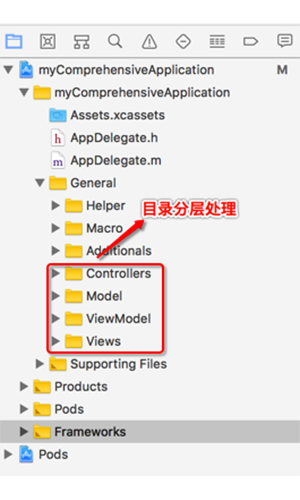 myComprehensiveApplication M
myComprehensiveApplication
Assets.xcassets
h AppDelegate.h
m AppDelegate.m
General
Helper
目录分层处理
Macro
Additionals
Controllers
Model
ViewModel
Views
Supporting Files
Products
Pods
Frameworks
Pods